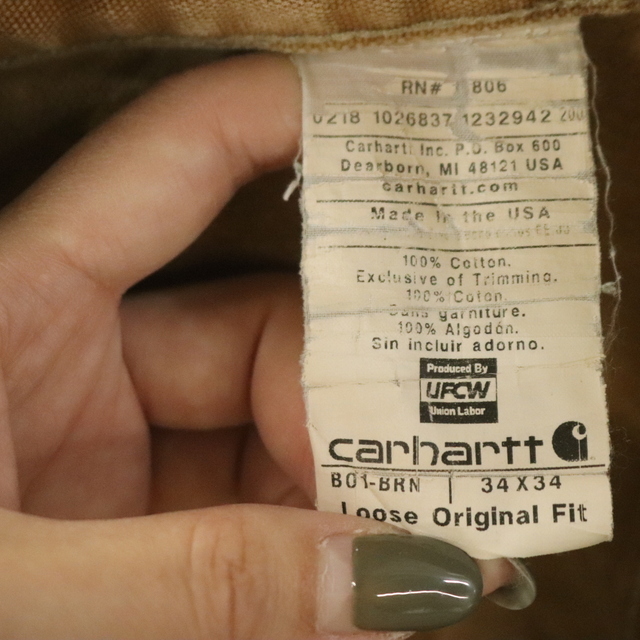 RN# 806
0218 1026837 1232942 200
Carhartt Inc. P.O. Box 600
Dearborn, MI 48121 USA
carhartt.com
Made in the USA
100% Cotton.
Exclusive of Trimming.
100% Coton.
Sans garniture.
100% Algodón.
Sin incluir adorno.
Produced By
UFCW
Union Labor
carhartt
B01-BRN | 34X34
Loose Original Fit